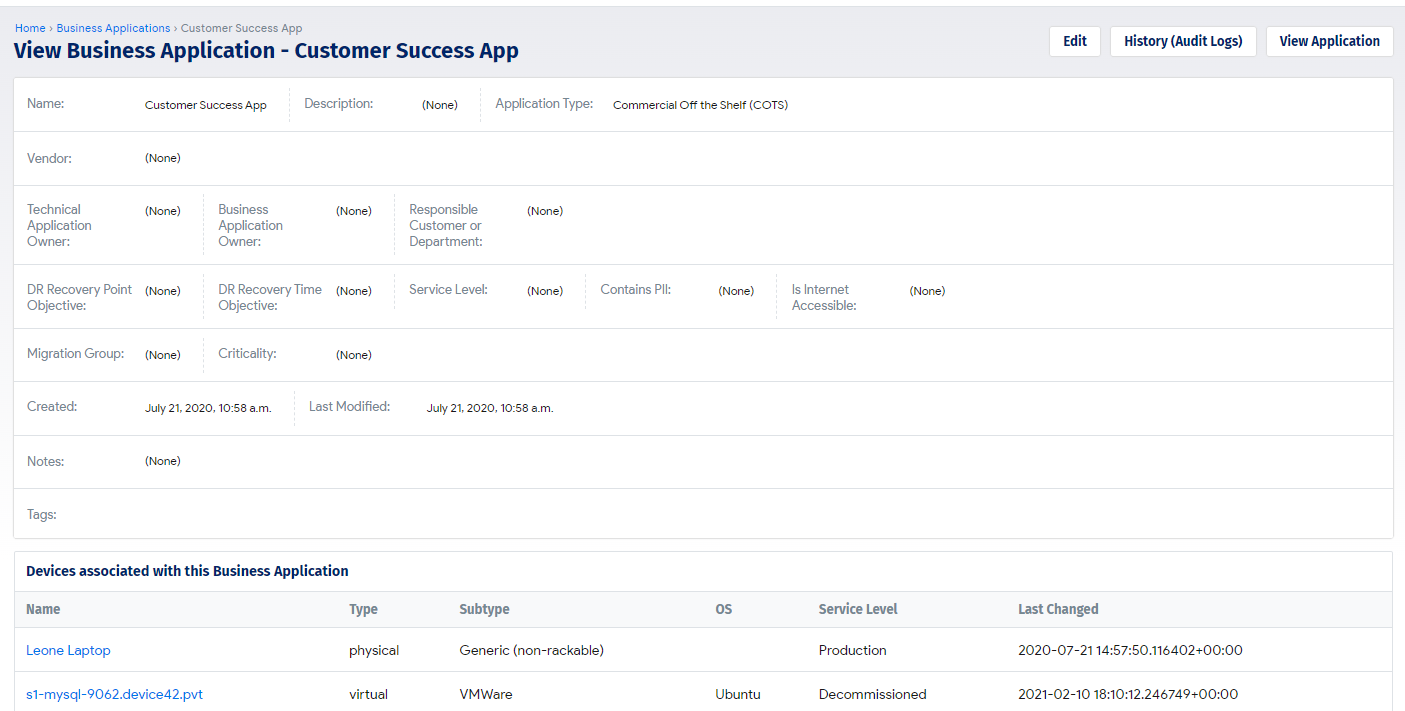 Home › Business Applications › Customer Success App
View Business Application - Customer Success App
Edit History (Audit Logs) View Application
Name: Customer Success App Description: (None) Application Type: Commercial Off the Shelf (COTS)
Vendor: (None)
Technical Application Owner: (None) Business Application Owner: (None) Responsible Customer or Department: (None)
DR Recovery Point Objective: (None) DR Recovery Time Objective: (None) Service Level: (None) Contains PII: (None) Is Internet Accessible: (None)
Migration Group: (None) Criticality: (None)
Created: July 21, 2020, 10:58 a.m. Last Modified: July 21, 2020, 10:58 a.m.
Notes: (None)
Tags:
Devices associated with this Business Application
Name Type Subtype OS Service Level Last Changed
Leone Laptop physical Generic (non-rackable) Production 2020-07-21 14:57:50.116402+00:00
s1-mysql-9062.device42.pvt virtual VMWare Ubuntu Decommissioned 2021-02-10 18:10:12.246749+00:00